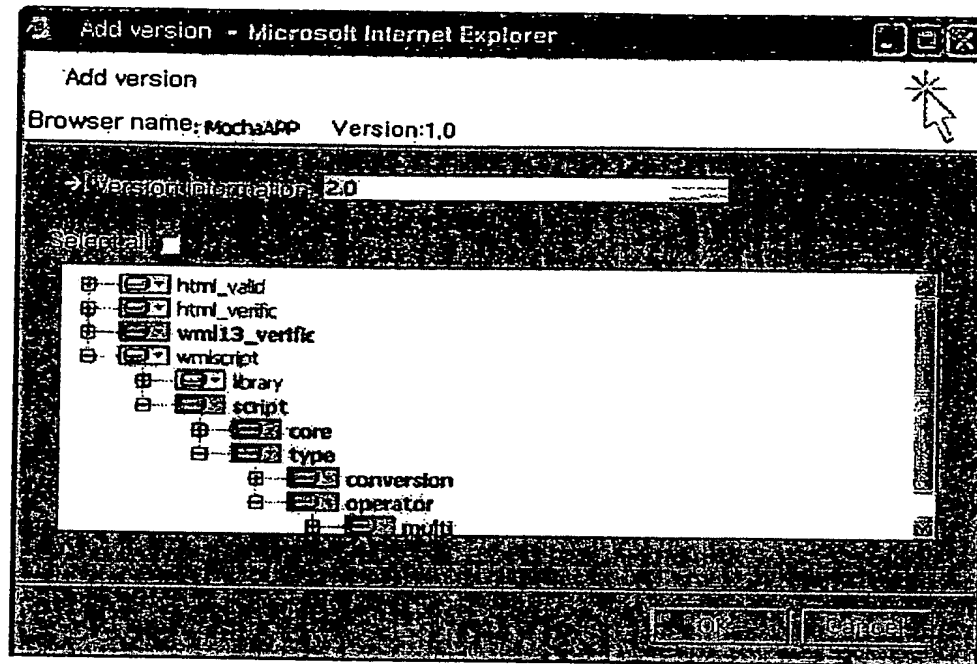 Add version - Microsoft Internet Explorer
Add version
Browser name: MochaAPP Version:1.0
Version information 2.0
Select all
html_valid
html_verific
wml13_verific
wmlscript
library
script
core
type
conversion
operator
multi
OK Cancel